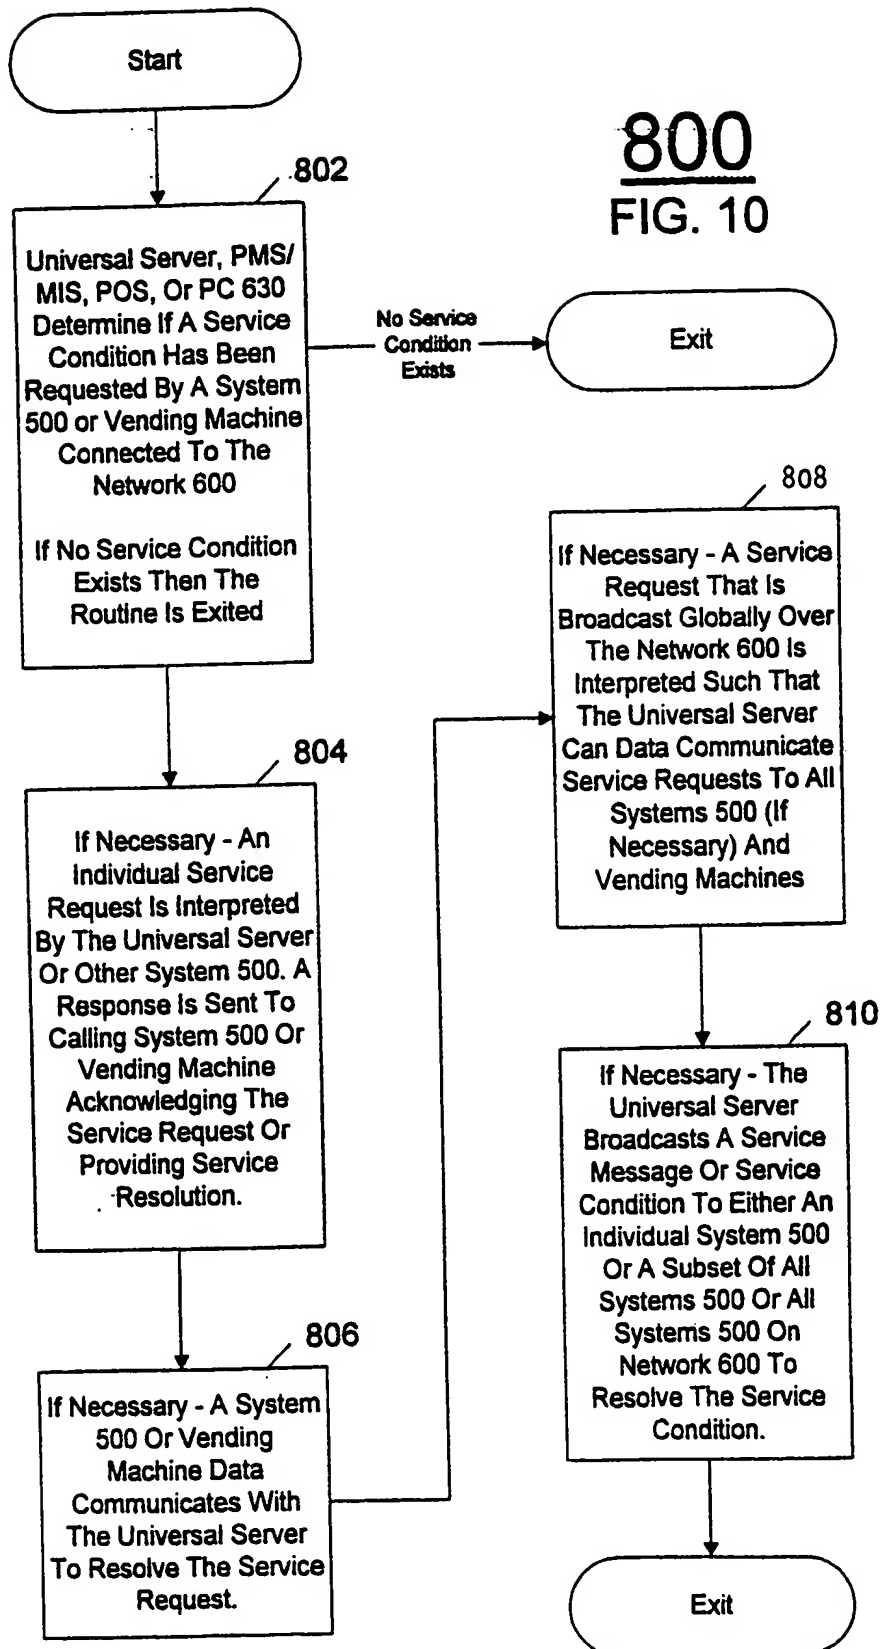 Start
800
FIG. 10
802
Universal Server, PMS/
MIS, POS, Or PC 630
Determine If A Service
Condition Has Been
Requested By A System
500 or Vending Machine
Connected To The
Network 600
If No Service Condition
Exists Then The
Routine Is Exited
No Service
Condition
Exists
Exit
804
If Necessary - An
Individual Service
Request Is Interpreted
By The Universal Server
Or Other System 500. A
Response Is Sent To
Calling System 500 Or
Vending Machine
Acknowledging The
Service Request Or
Providing Service
Resolution.
806
If Necessary - A System
500 Or Vending
Machine Data
Communicates With
The Universal Server
To Resolve The Service
Request.
808
If Necessary - A Service
Request That Is
Broadcast Globally Over
The Network 600 Is
Interpreted Such That
The Universal Server
Can Data Communicate
Service Requests To All
Systems 500 (If
Necessary) And
Vending Machines
810
If Necessary - The
Universal Server
Broadcasts A Service
Message Or Service
Condition To Either An
Individual System 500
Or A Subset Of All
Systems 500 Or All
Systems 500 On
Network 600 To
Resolve The Service
Condition.
Exit